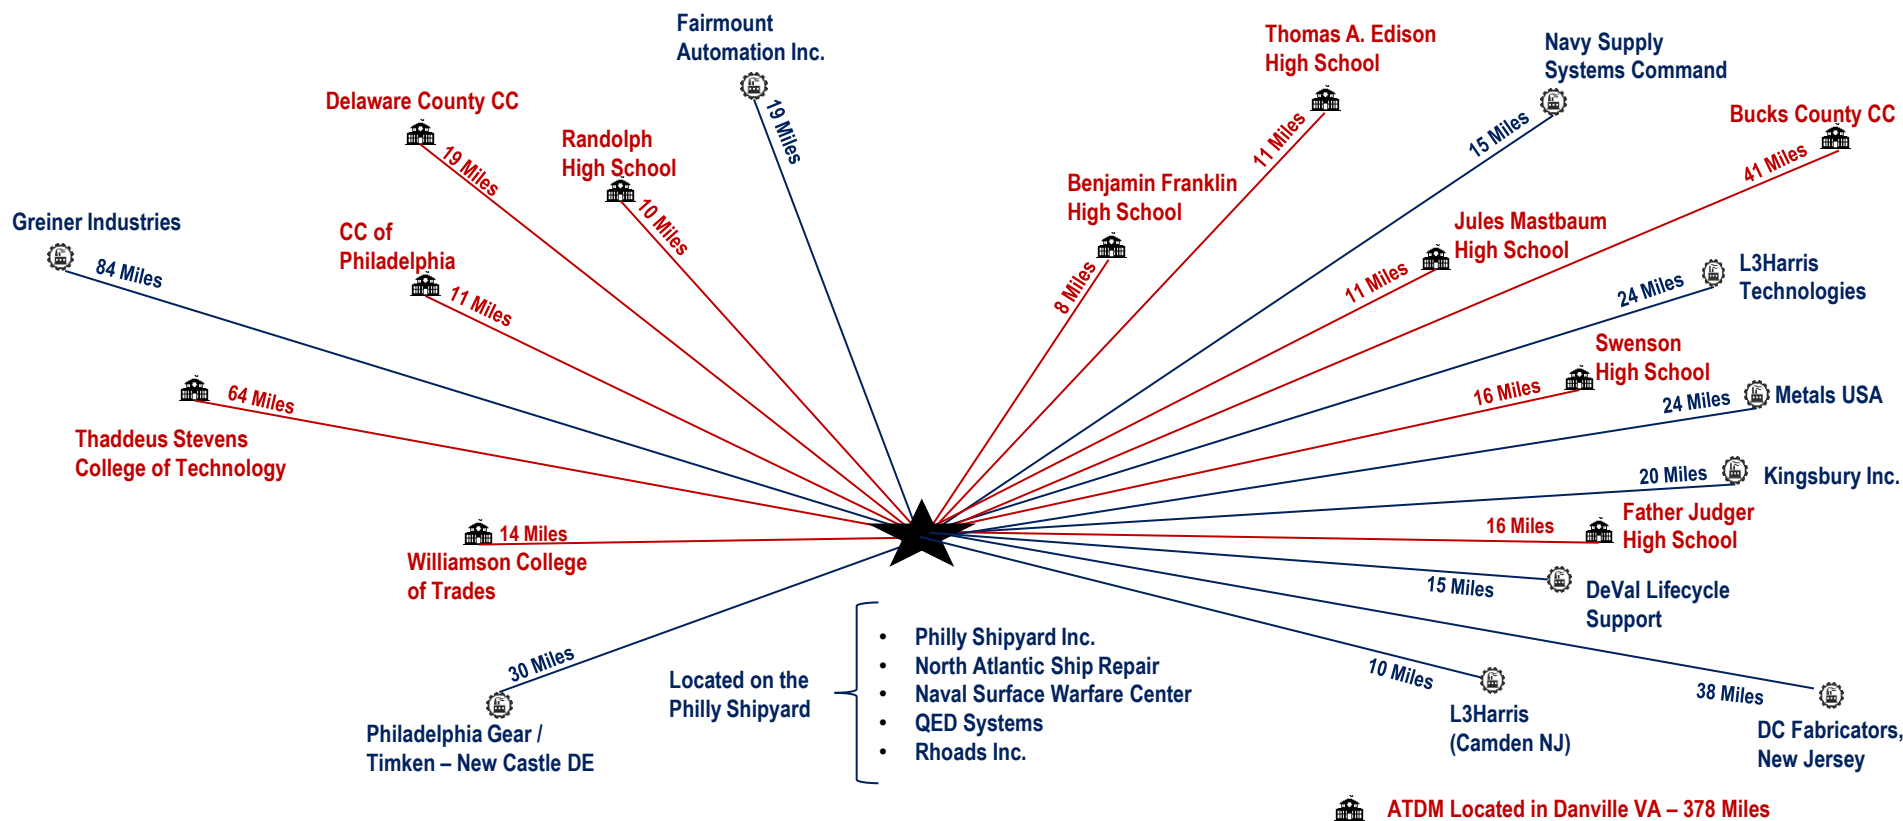 Fairmount
Automation Inc.
19 Miles
Thomas A. Edison
High School
11 Miles
Navy Supply
Systems Command
15 Miles
Delaware County CC
19 Miles
Randolph
High School
10 Miles
Bucks County CC
41 Miles
Benjamin Franklin
High School
8 Miles
Greiner Industries
84 Miles
CC of
Philadelphia
11 Miles
Jules Mastbaum
High School
11 Miles
L3Harris
Technologies
24 Miles
Swenson
High School
16 Miles
64 Miles
Thaddeus Stevens
College of Technology
24 Miles
Metals USA
20 Miles
Kingsbury Inc.
14 Miles
Williamson College
of Trades
16 Miles
Father Judger
High School
15 Miles
DeVal Lifecycle
Support
30 Miles
Philadelphia Gear /
Timken – New Castle DE
Located on the
Philly Shipyard
• Philly Shipyard Inc.
• North Atlantic Ship Repair
• Naval Surface Warfare Center
• QED Systems
• Rhoads Inc.
10 Miles
L3Harris
(Camden NJ)
38 Miles
DC Fabricators,
New Jersey
ATDM Located in Danville VA – 378 Miles